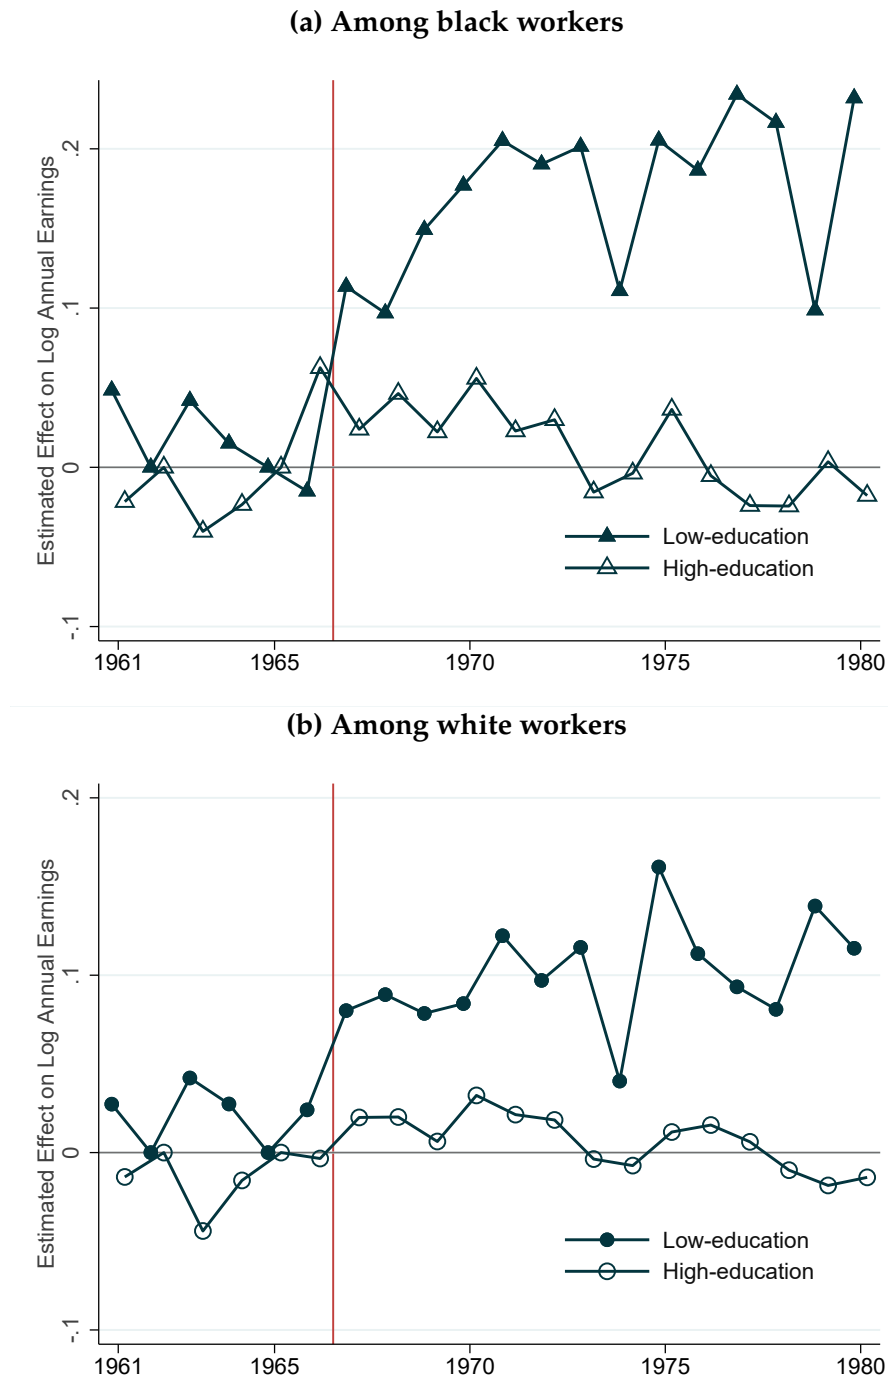 (a) Among black workers
Estimated Effect on Log Annual Earnings
.2
.1
0
-.1
Low-education
High-education
1961 1965 1970 1975 1980
(b) Among white workers
Estimated Effect on Log Annual Earnings
.2
.1
0
-.1
Low-education
High-education
1961 1965 1970 1975 1980